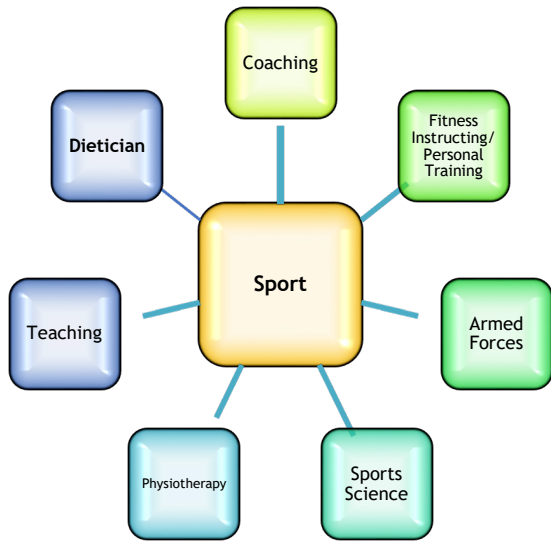 Coaching
Dietician
Fitness
Instructing/
Personal
Training
Sport
Teaching
Armed
Forces
Physiotherapy
Sports
Science